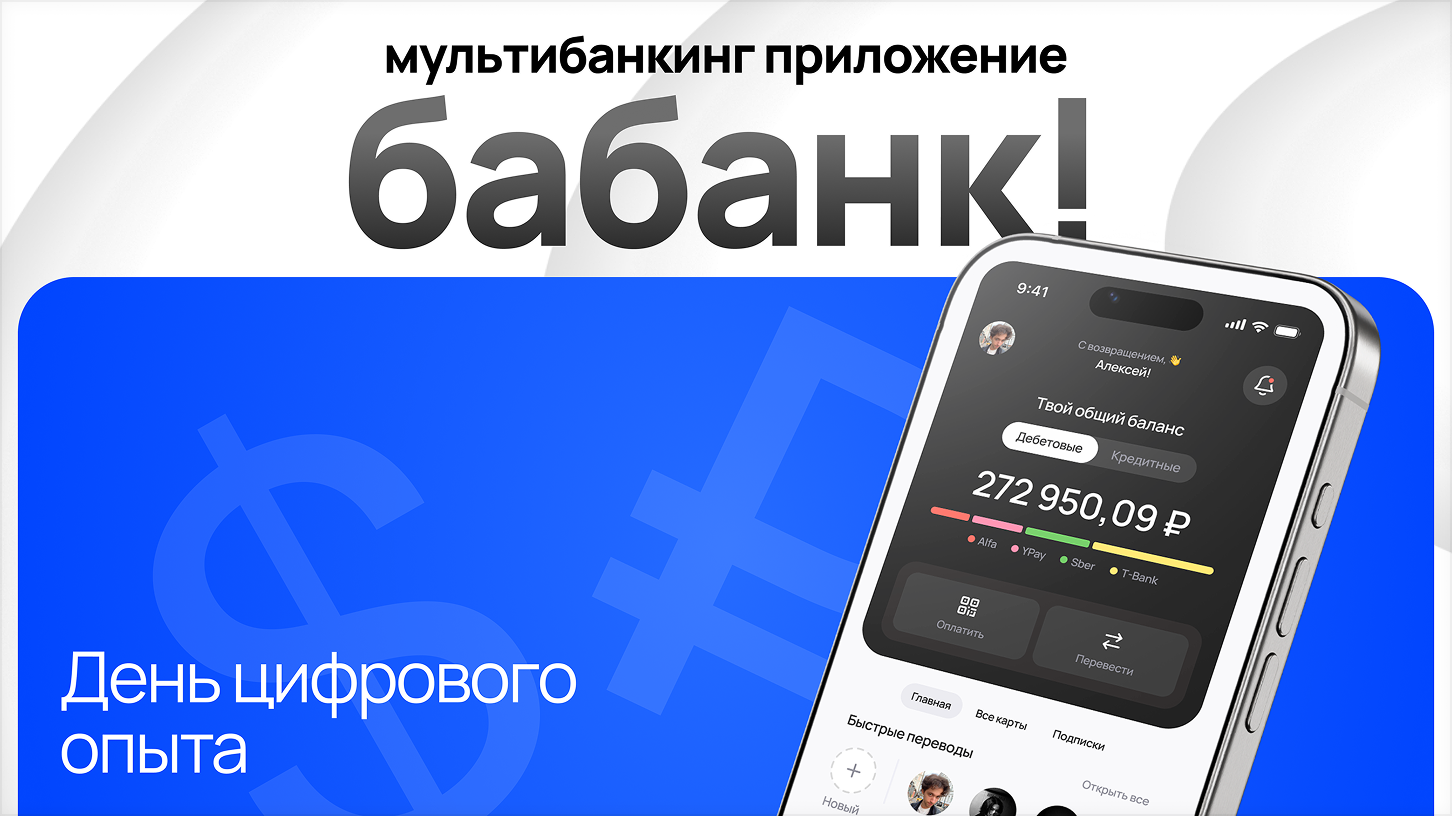 мультибанкинг приложение
бабанк!
9:41
С возвращением, 👋
Алексей!
Твой общий баланс
Дебетовые Кредитные
272 950,09 ₽
Alfa YPay Sber T-Bank
Оплатить Перевести
Главная Все карты Подписки
Быстрые переводы
Открыть все
Новый
День цифрового
опыта